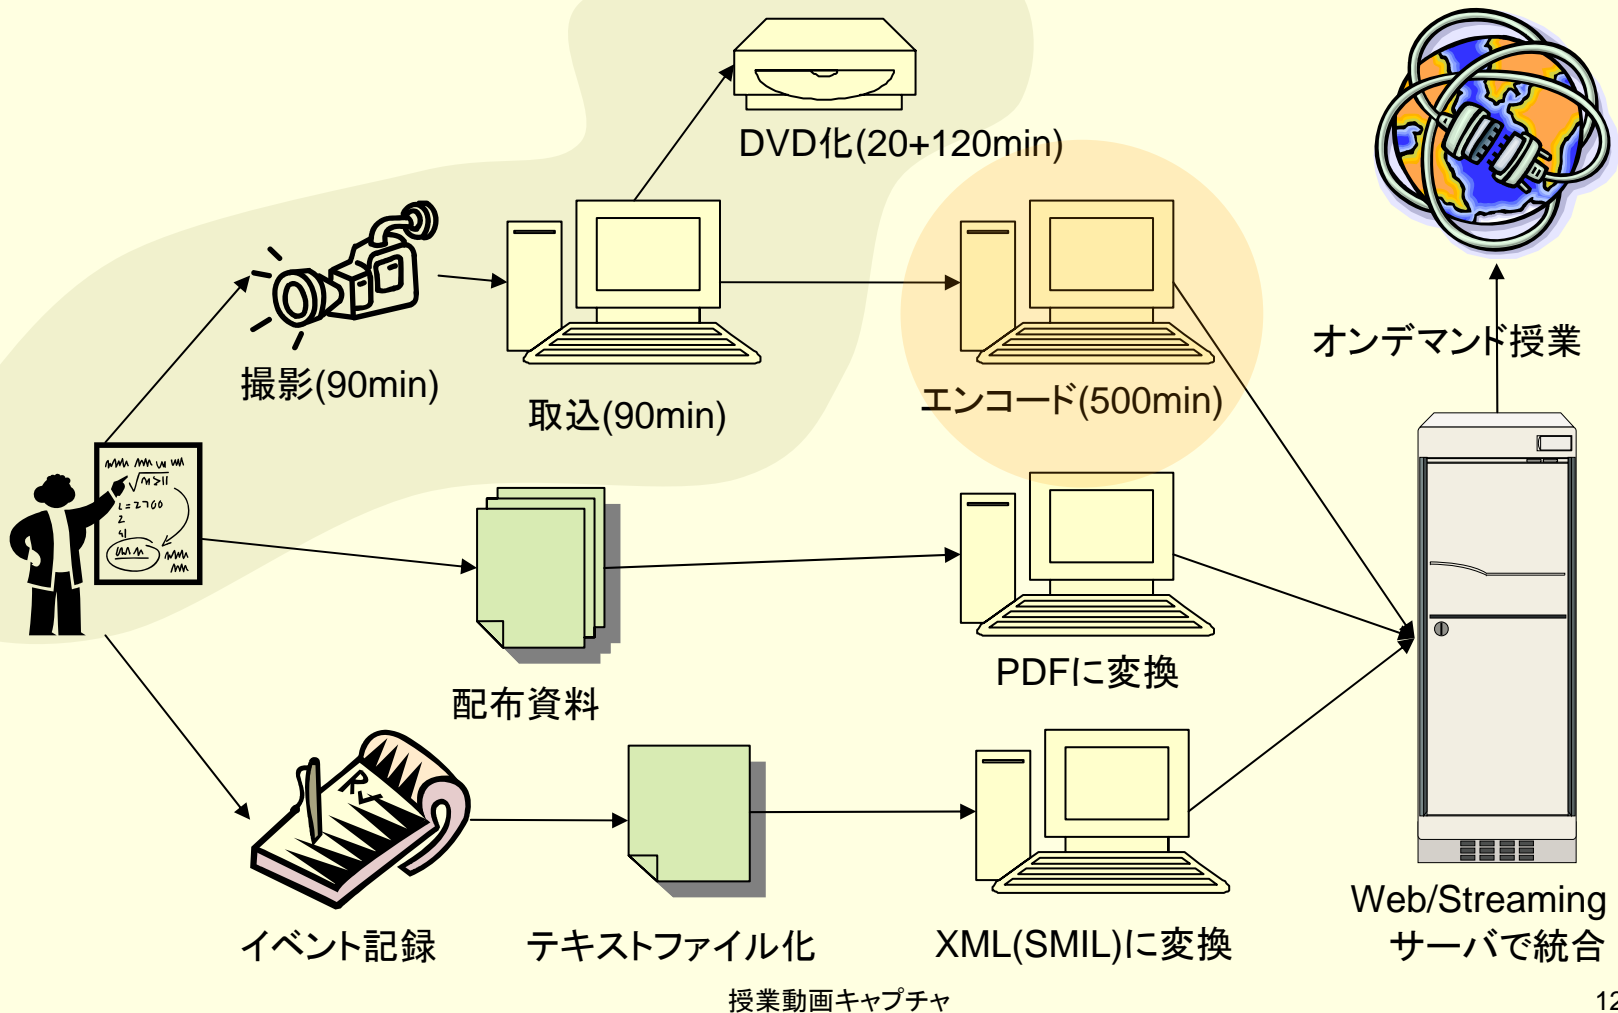 DVD化(20+120min)
撮影(90min)
取込(90min)
エンコード(500min)
オンデマンド授業
配布資料
PDFに変換
イベント記録
テキストファイル化
XML(SMIL)に変換
Web/Streaming
サーバで統合
授業動画キャプチャ
12